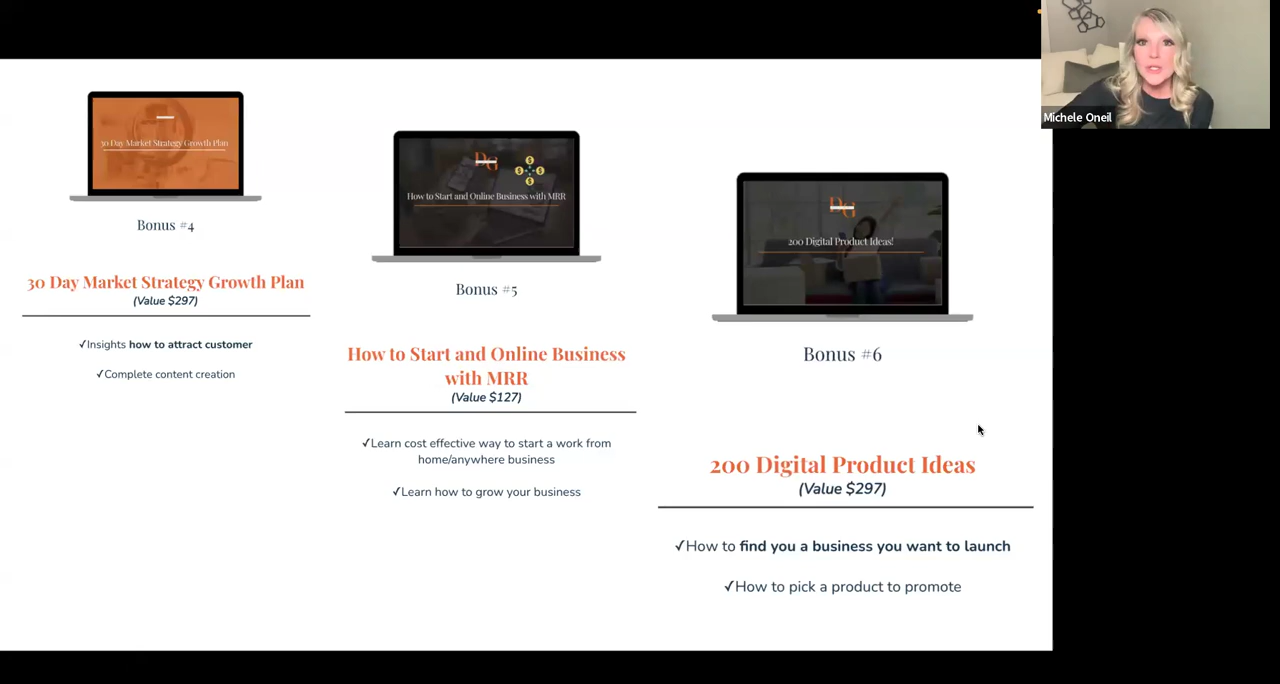 Michele Oneil
30 Day Market Strategy Growth Plan
Bonus #4
30 Day Market Strategy Growth Plan
(Value $297)
✓Insights how to attract customer
✓Complete content creation
DG
How to Start and Online Business with MRR
Bonus #5
How to Start and Online Business
with MRR
(Value $127)
✓Learn cost effective way to start a work from
home/anywhere business
✓Learn how to grow your business
DG
200 Digital Product Ideas!
Bonus #6
200 Digital Product Ideas
(Value $297)
✓How to find you a business you want to launch
✓How to pick a product to promote